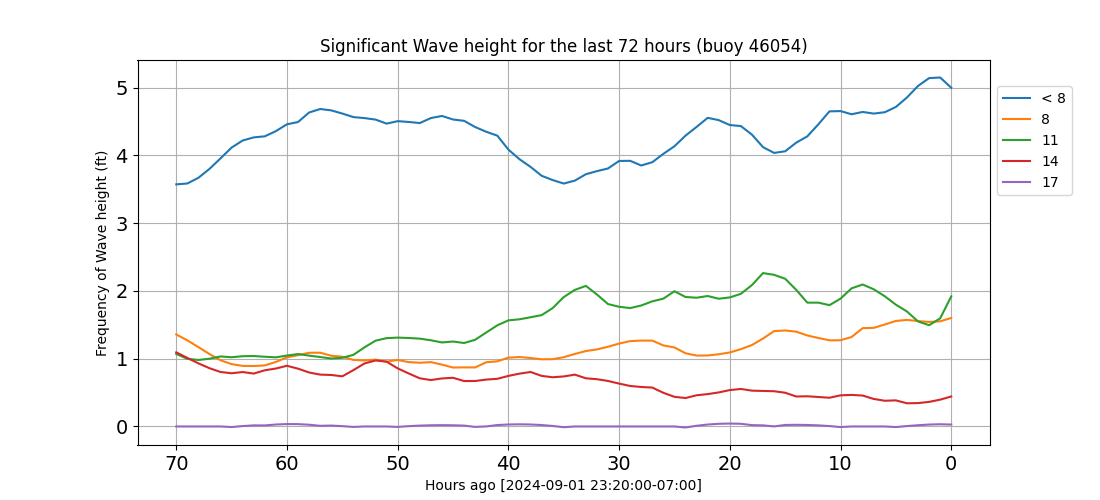 Significant Wave height for the last 72 hours (buoy 46054)
Frequency of Wave height (ft)
5
4
3
2
1
0
70 60 50 40 30 20 10 0
Hours ago [2024-09-01 23:20:00-07:00]
< 8
8
11
14
17